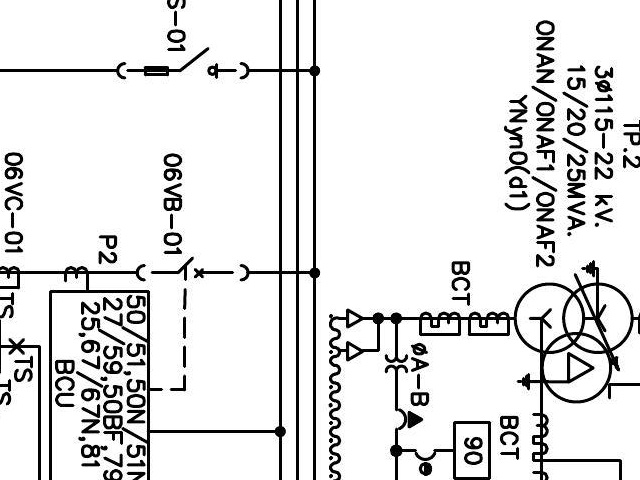 TP.2
3ø115-22 kV.
15/20/25MVA.
ONAN/ONAF1/ONAF2
YNyn0(d1)
S-01
06VB-01
06VC-01
P2
BCT
øA-B
BCT
90
50/51,50N/51N
27/59,50BF,79
25,67/67N,81
BCU
TS
TS
TS